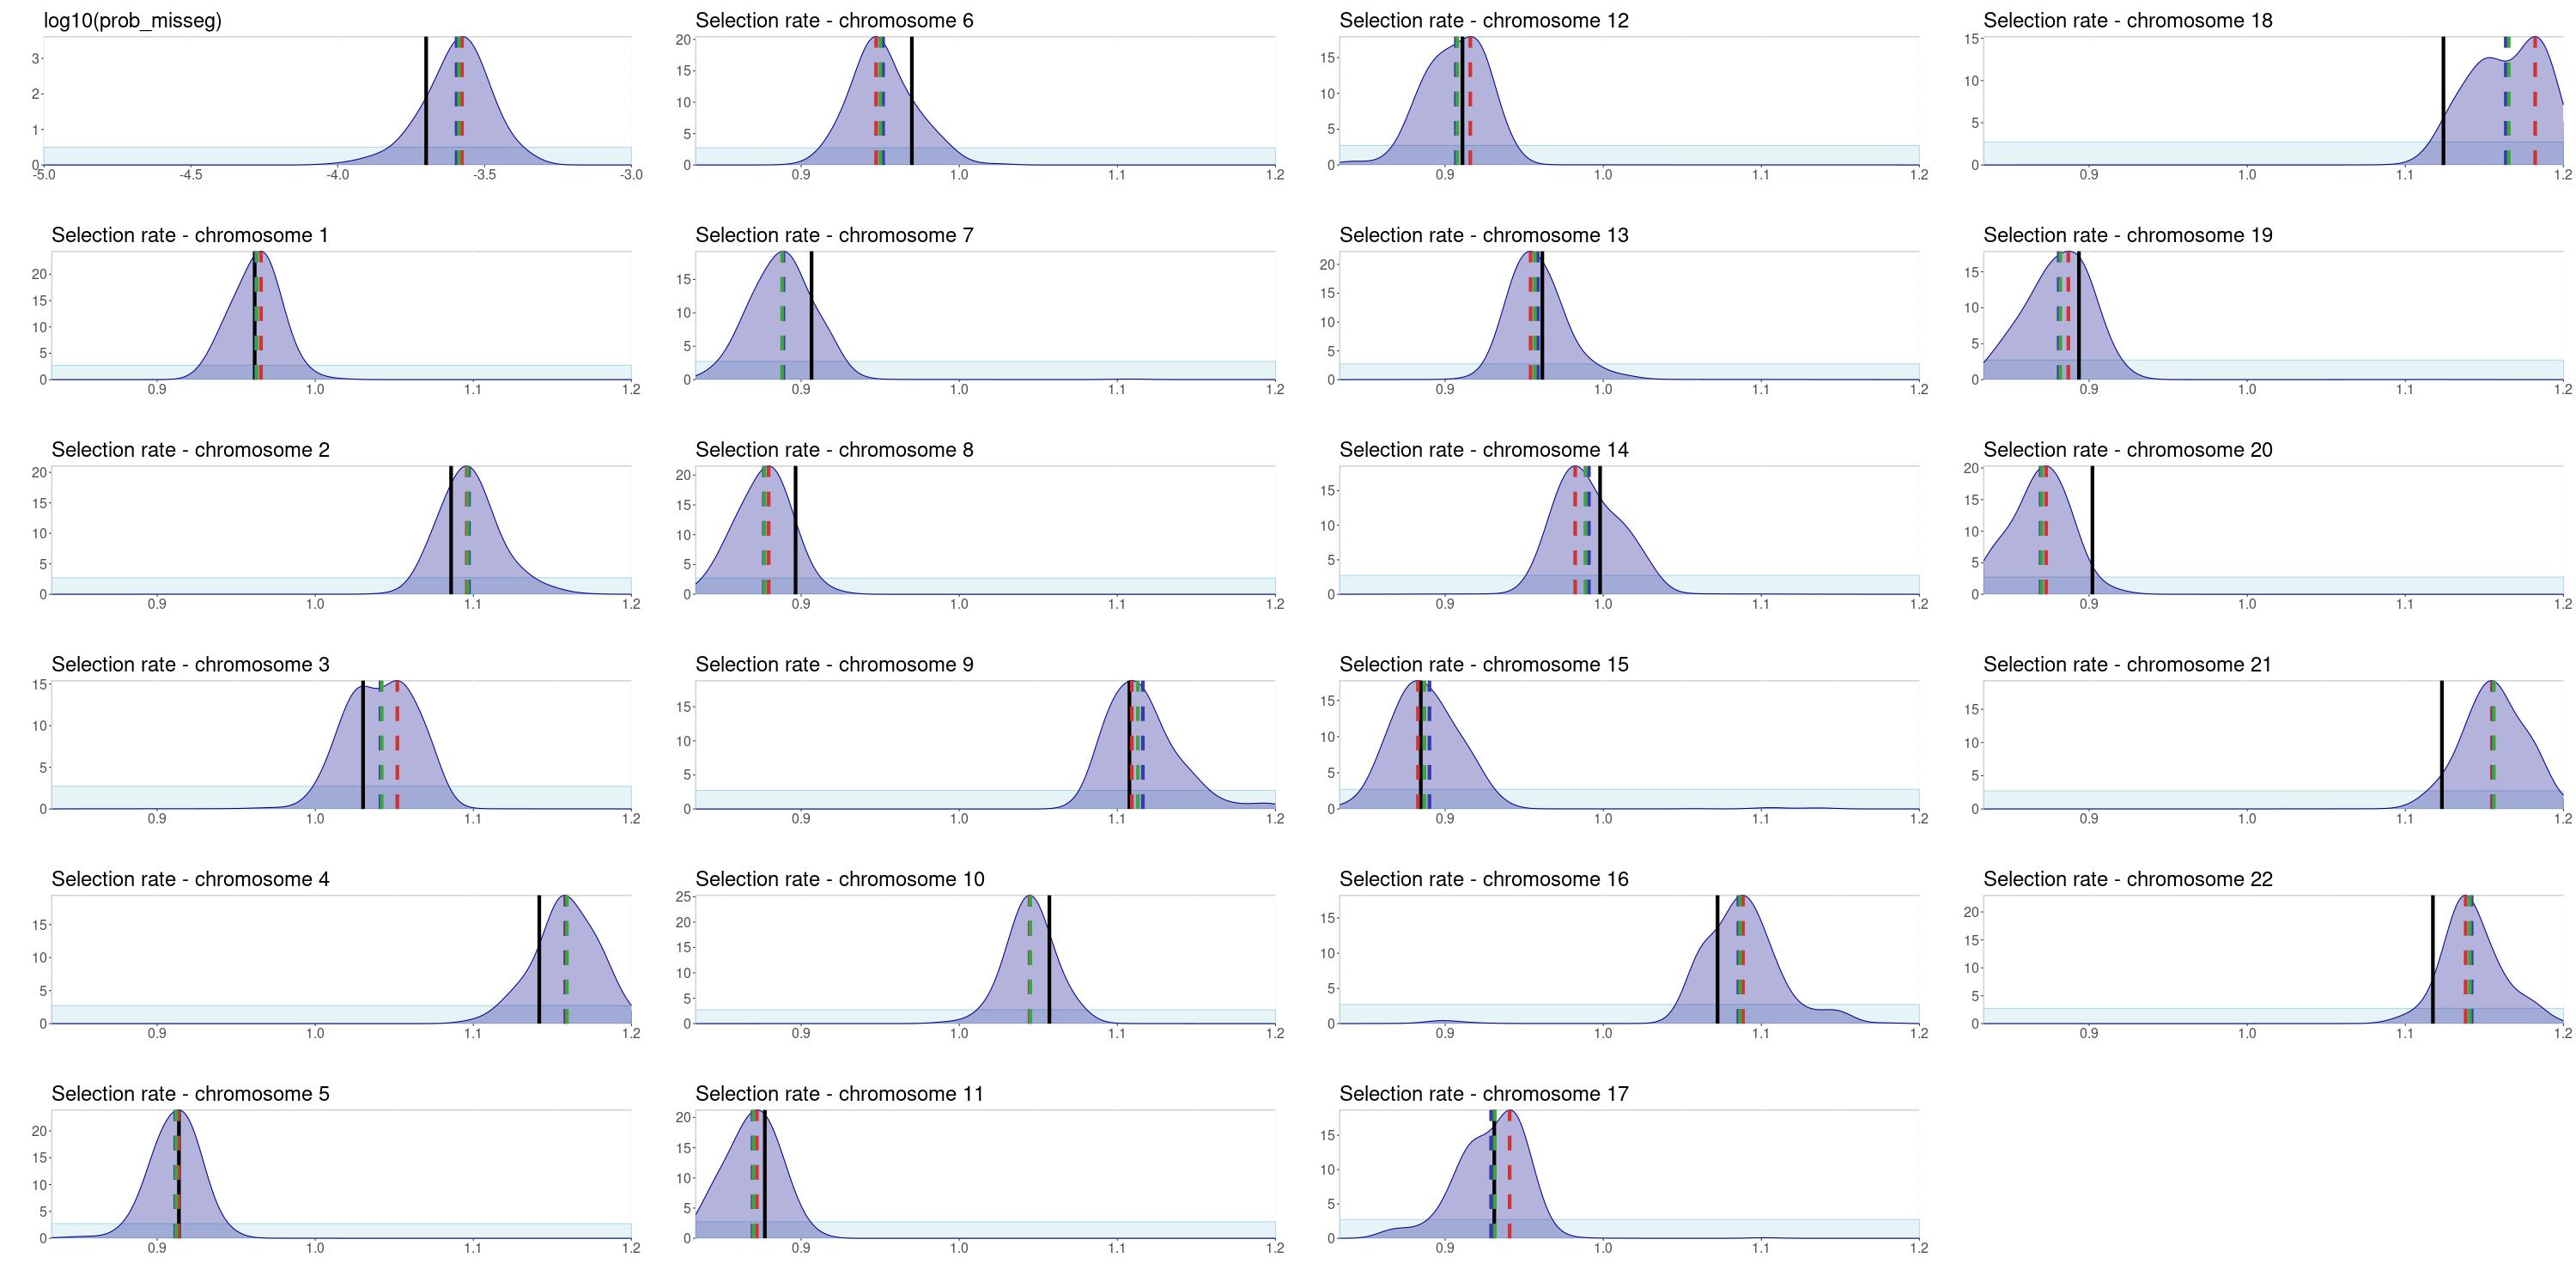 log10(prob_misseg)
3
2
1
0
-5.0 -4.5 -4.0 -3.5 -3.0
Selection rate - chromosome 6
20
15
10
5
0
0.9 1.0 1.1 1.2
Selection rate - chromosome 12
15
10
5
0
0.9 1.0 1.1 1.2
Selection rate - chromosome 18
15
10
5
0
0.9 1.0 1.1 1.2
Selection rate - chromosome 1
20
15
10
5
0
0.9 1.0 1.1 1.2
Selection rate - chromosome 7
15
10
5
0
0.9 1.0 1.1 1.2
Selection rate - chromosome 13
20
15
10
5
0
0.9 1.0 1.1 1.2
Selection rate - chromosome 19
15
10
5
0
0.9 1.0 1.1 1.2
Selection rate - chromosome 2
20
15
10
5
0
0.9 1.0 1.1 1.2
Selection rate - chromosome 8
20
15
10
5
0
0.9 1.0 1.1 1.2
Selection rate - chromosome 14
15
10
5
0
0.9 1.0 1.1 1.2
Selection rate - chromosome 20
20
15
10
5
0
0.9 1.0 1.1 1.2
Selection rate - chromosome 3
15
10
5
0
0.9 1.0 1.1 1.2
Selection rate - chromosome 9
15
10
5
0
0.9 1.0 1.1 1.2
Selection rate - chromosome 15
15
10
5
0
0.9 1.0 1.1 1.2
Selection rate - chromosome 21
15
10
5
0
0.9 1.0 1.1 1.2
Selection rate - chromosome 4
15
10
5
0
0.9 1.0 1.1 1.2
Selection rate - chromosome 10
25
20
15
10
5
0
0.9 1.0 1.1 1.2
Selection rate - chromosome 16
15
10
5
0
0.9 1.0 1.1 1.2
Selection rate - chromosome 22
20
15
10
5
0
0.9 1.0 1.1 1.2
Selection rate - chromosome 5
20
15
10
5
0
0.9 1.0 1.1 1.2
Selection rate - chromosome 11
20
15
10
5
0
0.9 1.0 1.1 1.2
Selection rate - chromosome 17
15
10
5
0
0.9 1.0 1.1 1.2